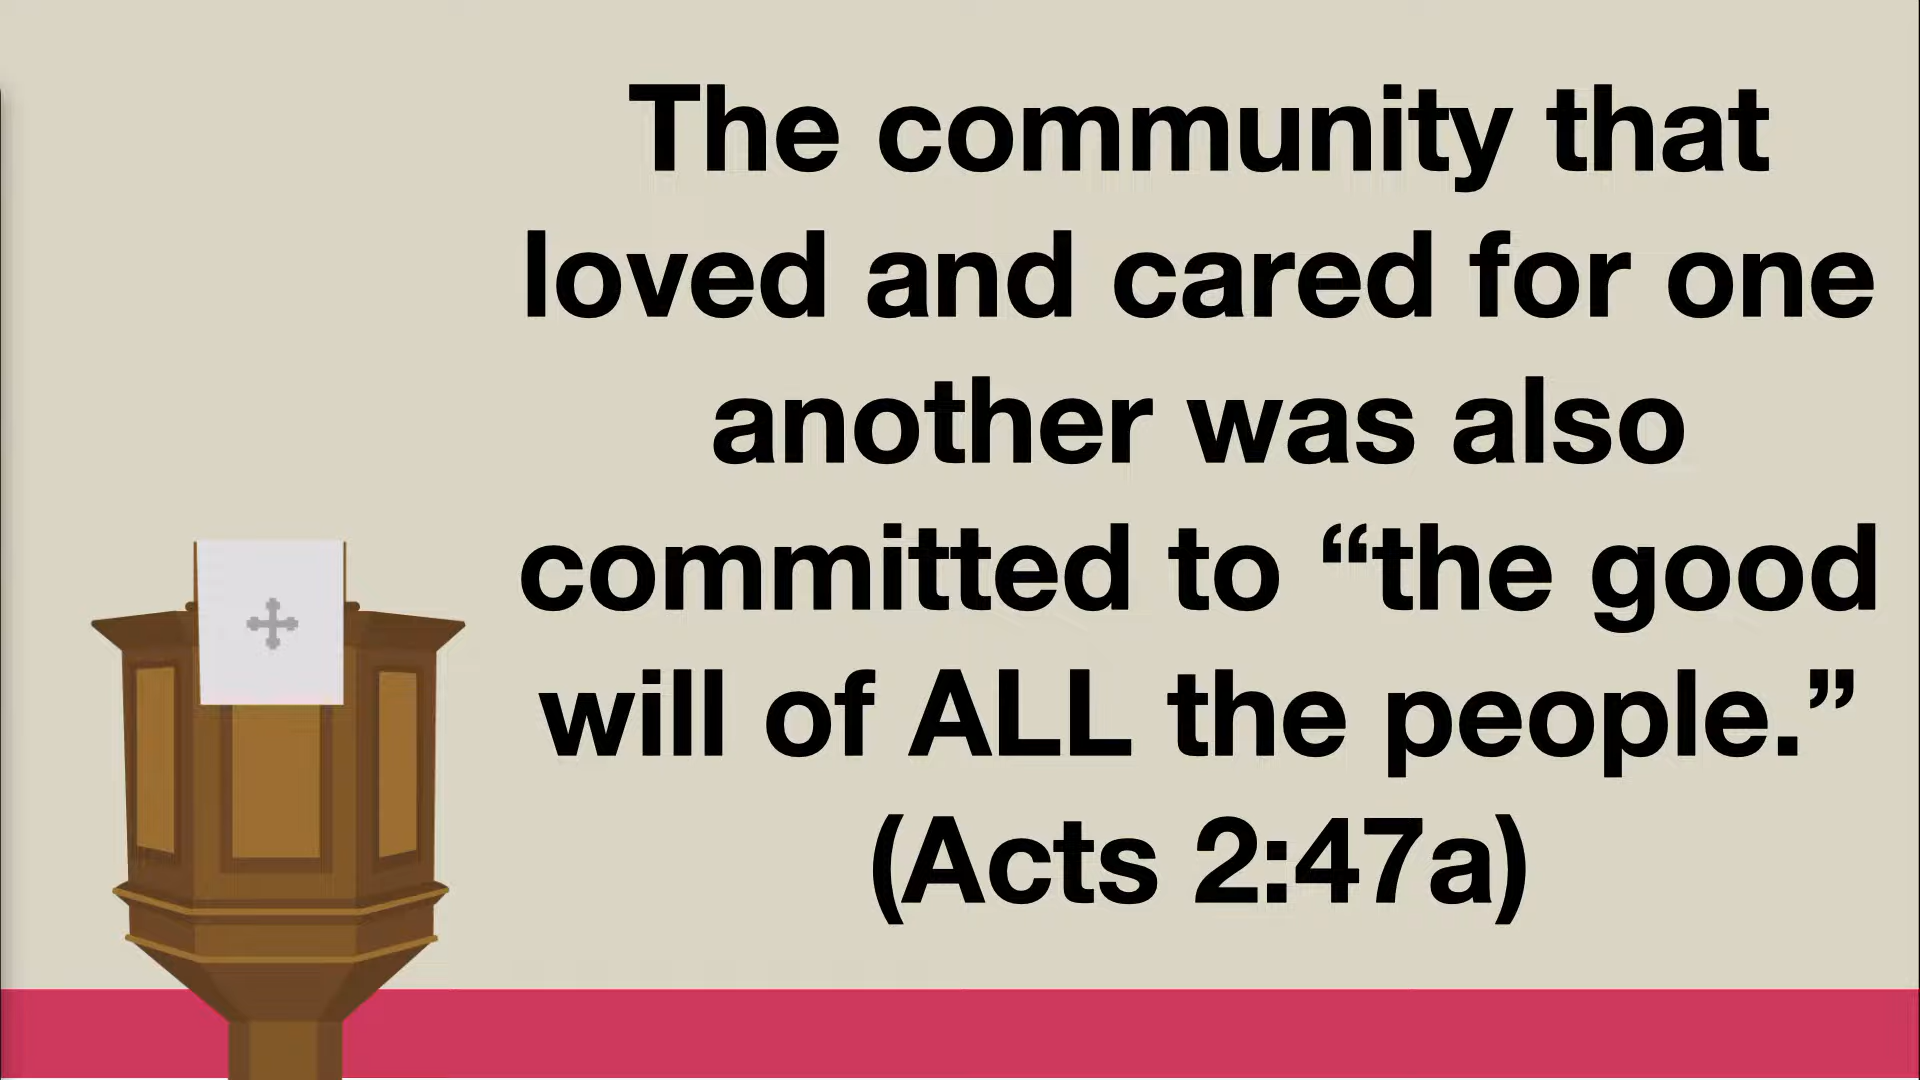 The community that
loved and cared for one
another was also
committed to “the good
will of ALL the people.”
(Acts 2:47a)